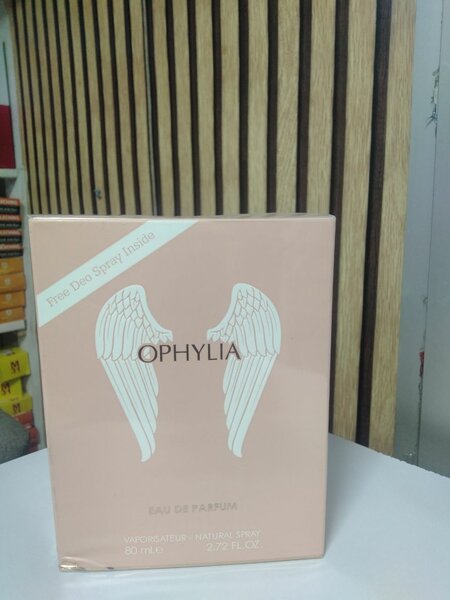 Free Deo Spray Inside
OPHYLIA
EAU DE PARFUM
VAPORISATEUR - NATURAL SPRAY
80 mL e 2.72 FL.OZ.